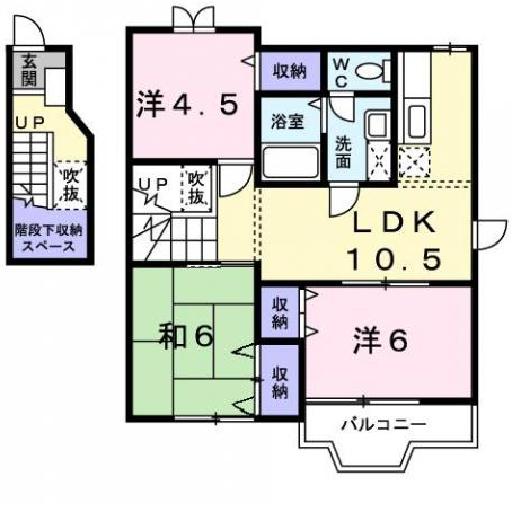 玄関
UP
吹抜
階段下収納
スペース
洋4.5
収納
WC
浴室
洗面
UP
吹抜
LDK
10.5
和6
収納
収納
洋6
バルコニー